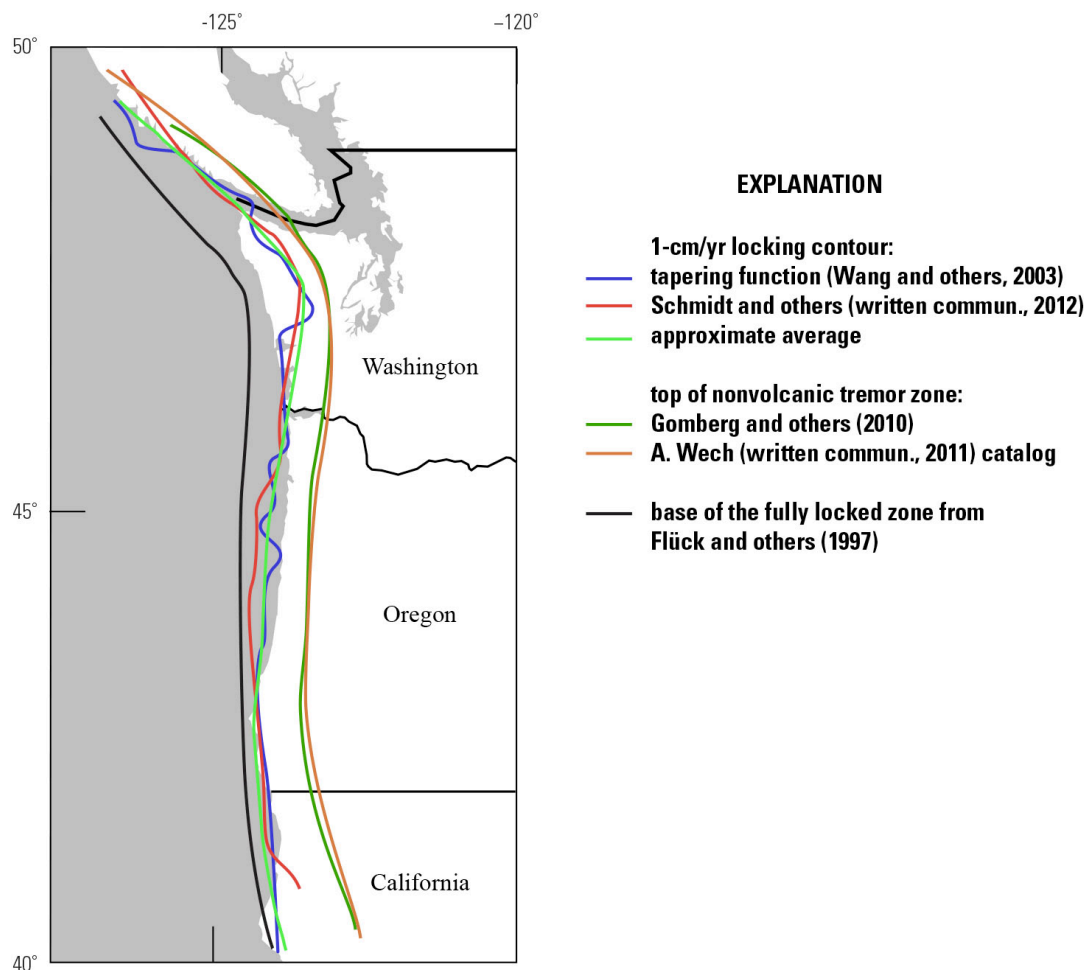 -125°
–120°
50°
45°
40°
Washington
Oregon
California
EXPLANATION
1-cm/yr locking contour:
tapering function (Wang and others, 2003)
Schmidt and others (written commun., 2012)
approximate average
top of nonvolcanic tremor zone:
Gomberg and others (2010)
A. Wech (written commun., 2011) catalog
base of the fully locked zone from
Flück and others (1997)